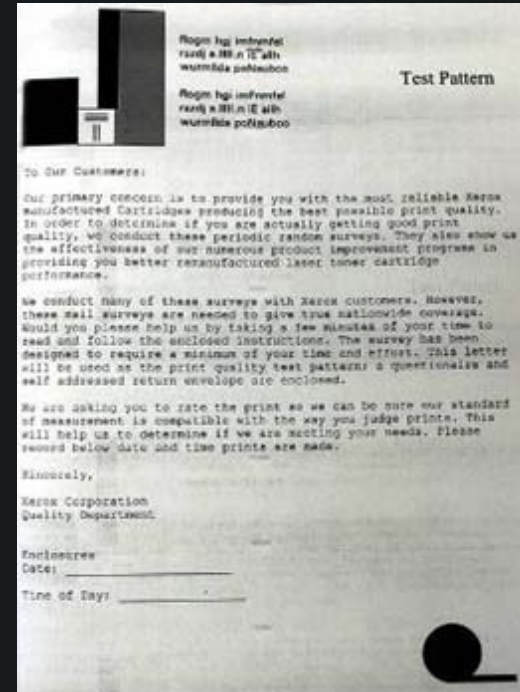 Test Pattern
To Our Customers:
Our primary concern is to provide you with the most reliable Xerox
manufactured Cartridges producing the best possible print quality.
In order to determine if you are actually getting good print
quality, we conduct these periodic random surveys. They also show us
the effectiveness of our numerous product improvement programs in
providing you better remanufactured laser toner cartridge
performance.
We conduct many of these surveys with Xerox customers. However,
these mail surveys are needed to give true nationwide coverage.
Would you please help us by taking a few minutes of your time to
read and follow the enclosed instructions. The survey has been
designed to require a minimum of your time and effort. This letter
will be used as the print quality test pattern; a questionaire and
self addressed return envelope are enclosed.
We are asking you to rate the print so we can be sure our standard
of measurement is compatible with the way you judge prints. This
will help us to determine if we are meeting your needs. Please
record below date and time prints are made.
Sincerely,
Xerox Corporation
Quality Department
Enclosures
Date:
Time of Day: